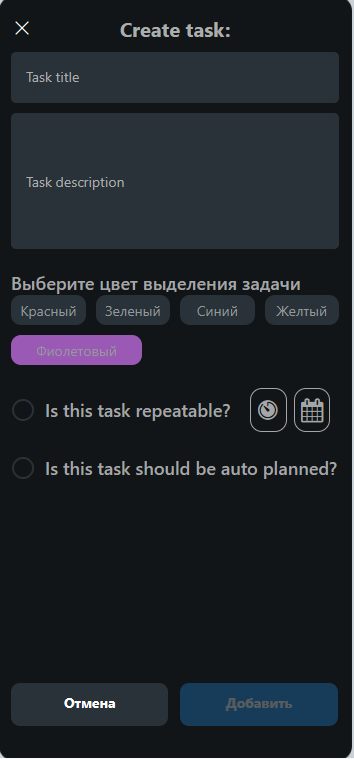 Create task:
Task title
Task description
Выберите цвет выделения задачи
Красный Зеленый Синий Желтый
Фиолетовый
Is this task repeatable?
Is this task should be auto planned?
Отмена Добавить